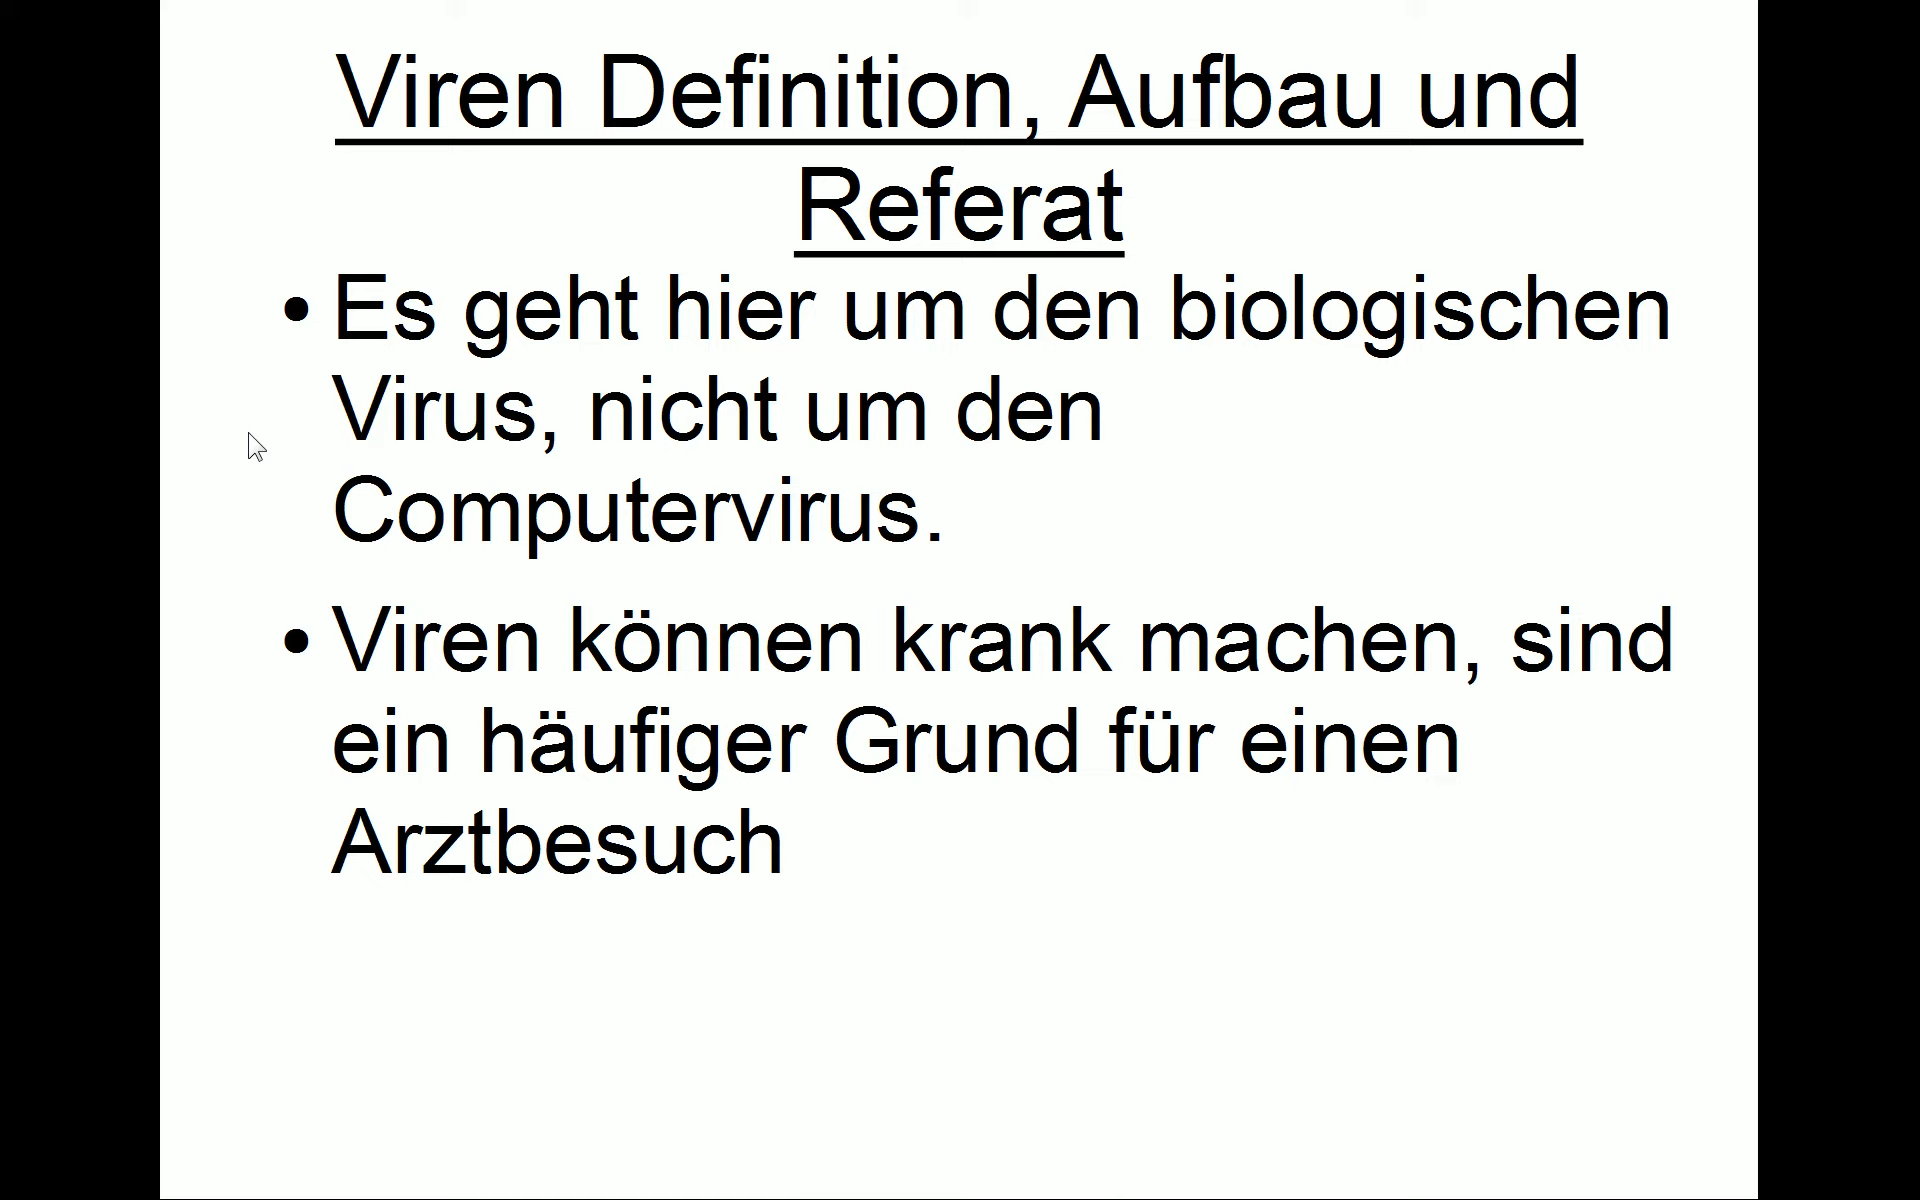 Viren Definition, Aufbau und
Referat
• Es geht hier um den biologischen
Virus, nicht um den
Computervirus.
• Viren können krank machen, sind
ein häufiger Grund für einen
Arztbesuch